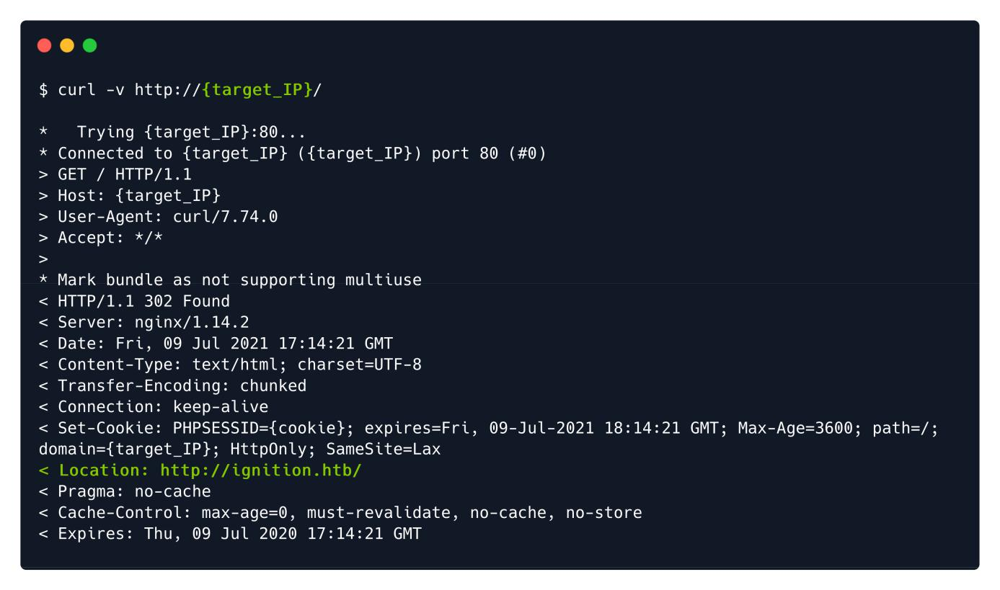 $ curl -v http://{target_IP}/
*   Trying {target_IP}:80...
* Connected to {target_IP} ({target_IP}) port 80 (#0)
> GET / HTTP/1.1
> Host: {target_IP}
> User-Agent: curl/7.74.0
> Accept: */*
>
* Mark bundle as not supporting multiuse
< HTTP/1.1 302 Found
< Server: nginx/1.14.2
< Date: Fri, 09 Jul 2021 17:14:21 GMT
< Content-Type: text/html; charset=UTF-8
< Transfer-Encoding: chunked
< Connection: keep-alive
< Set-Cookie: PHPSESSID={cookie}; expires=Fri, 09-Jul-2021 18:14:21 GMT; Max-Age=3600; path=/;
domain={target_IP}; HttpOnly; SameSite=Lax
< Location: http://ignition.htb/
< Pragma: no-cache
< Cache-Control: max-age=0, must-revalidate, no-cache, no-store
< Expires: Thu, 09 Jul 2020 17:14:21 GMT